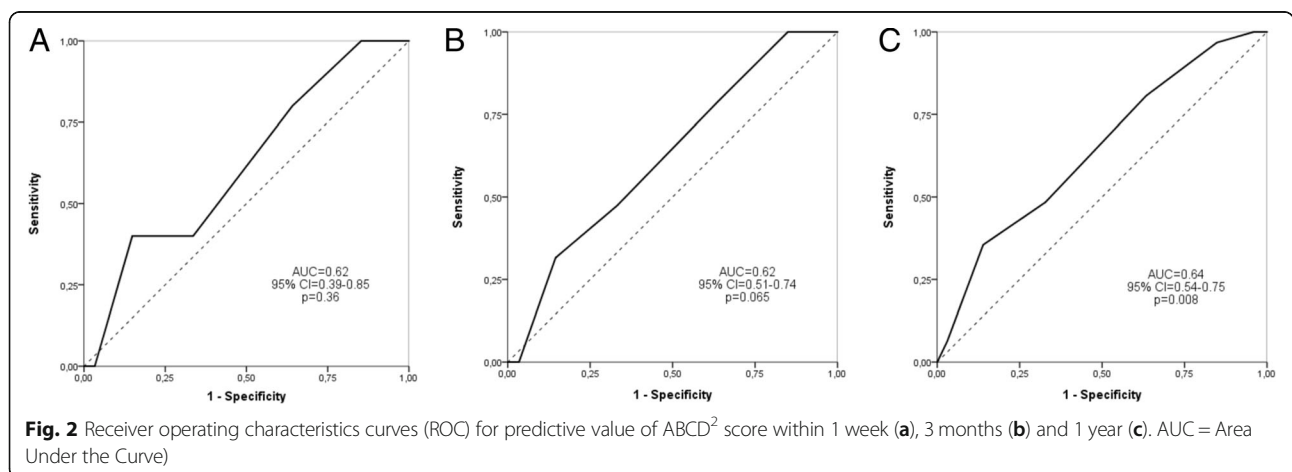 A
1,00
0,75
0,50
0,25
0,00
0,00 0,25 0,50 0,75 1,00
Sensitivity
1 - Specificity
AUC=0.62
95% CI=0.39-0.85
p=0.36
B
1,00
0,75
0,50
0,25
0,00
0,00 0,25 0,50 0,75 1,00
Sensitivity
1 - Specificity
AUC=0.62
95% CI=0.51-0.74
p=0.065
C
1,00
0,75
0,50
0,25
0,00
0,00 0,25 0,50 0,75 1,00
Sensitivity
1 - Specificity
AUC=0.64
95% CI=0.54-0.75
p=0.008
Fig. 2 Receiver operating characteristics curves (ROC) for predictive value of ABCD² score within 1 week (a), 3 months (b) and 1 year (c). AUC = Area
Under the Curve)